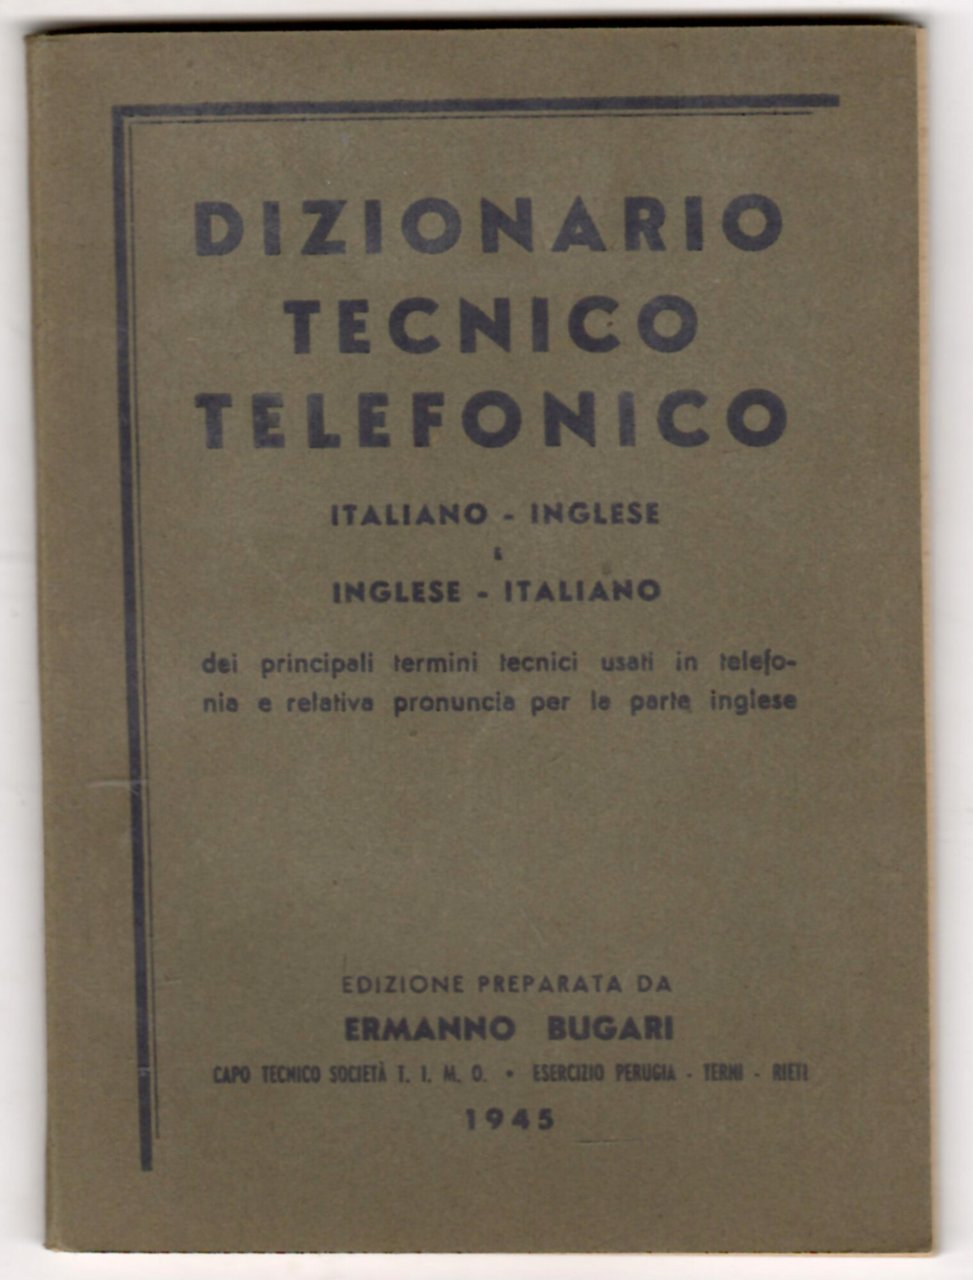 DIZIONARIO
TECNICO
TELEFONICO
ITALIANO - INGLESE
E
INGLESE - ITALIANO
dei principali termini tecnici usati in telefo-
nia e relativa pronuncia per la parte inglese
EDIZIONE PREPARATA DA
ERMANNO BUGARI
CAPO TECNICO SOCIETÀ T. I. M. O. • ESERCIZIO PERUGIA - TERNI - RIETI
1945